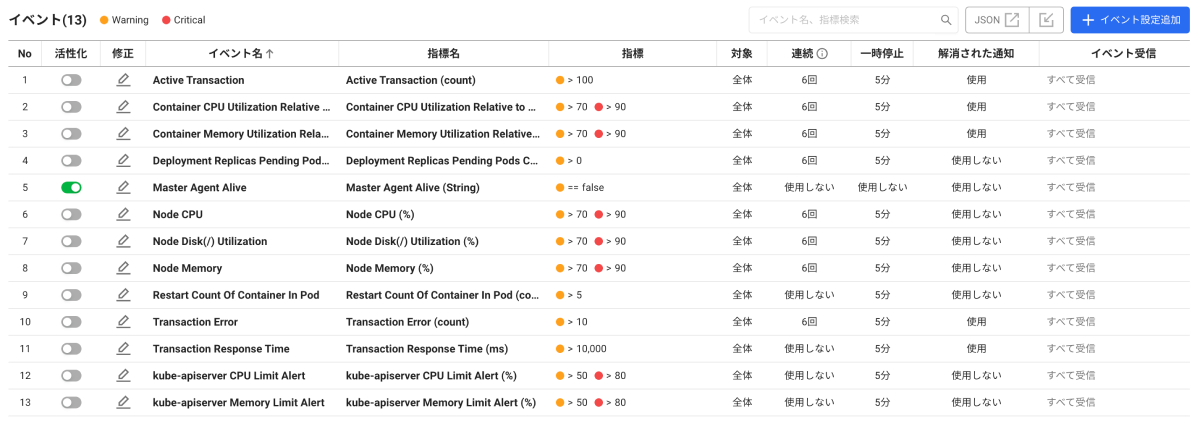 イベント(13) Warning Critical イベント名、指標検索 JSON イベント設定追加
No 活性化 修正 イベント名↑ 指標名 指標 対象 連続 一時停止 解消された通知 イベント受信
1 Active Transaction Active Transaction (count) > 100 全体 6回 5分 使用 すべて受信
2 Container CPU Utilization Relative ... Container CPU Utilization Relative to ... > 70 > 90 全体 6回 5分 使用 すべて受信
3 Container Memory Utilization Rela... Container Memory Utilization Relative... > 70 > 90 全体 6回 5分 使用 すべて受信
4 Deployment Replicas Pending Pod... Deployment Replicas Pending Pods C... > 0 全体 6回 5分 使用しない すべて受信
5 Master Agent Alive Master Agent Alive (String) == false 全体 使用しない 使用しない 使用しない すべて受信
6 Node CPU Node CPU (%) > 70 > 90 全体 6回 5分 使用しない すべて受信
7 Node Disk(/) Utilization Node Disk(/) Utilization (%) > 70 > 90 全体 6回 5分 使用しない すべて受信
8 Node Memory Node Memory (%) > 70 > 90 全体 6回 5分 使用しない すべて受信
9 Restart Count Of Container In Pod Restart Count Of Container In Pod (co... > 5 全体 使用しない 5分 使用しない すべて受信
10 Transaction Error Transaction Error (count) > 10 全体 6回 5分 使用 すべて受信
11 Transaction Response Time Transaction Response Time (ms) > 10,000 全体 使用しない 5分 使用 すべて受信
12 kube-apiserver CPU Limit Alert kube-apiserver CPU Limit Alert (%) > 50 > 80 全体 使用しない 5分 使用しない すべて受信
13 kube-apiserver Memory Limit Alert kube-apiserver Memory Limit Alert (%) > 50 > 80 全体 使用しない 5分 使用しない すべて受信